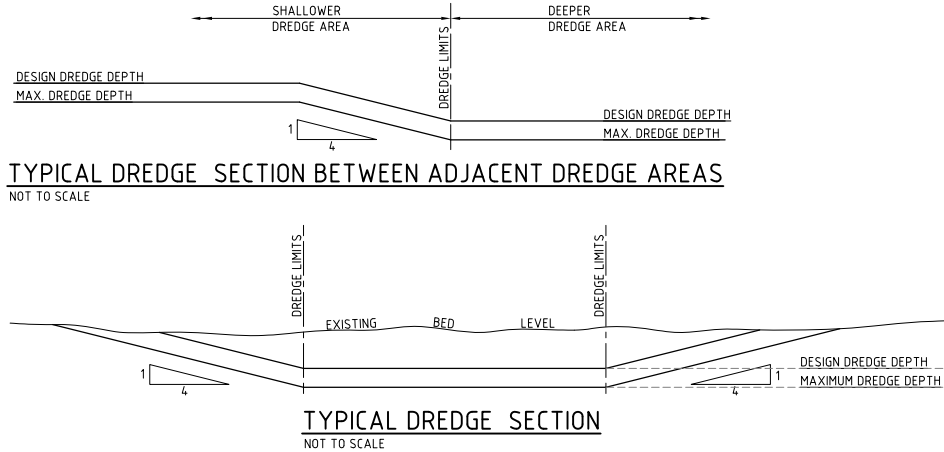 SHALLOWER
DREDGE AREA
DEEPER
DREDGE AREA
DREDGE LIMITS
DESIGN DREDGE DEPTH
MAX. DREDGE DEPTH
DESIGN DREDGE DEPTH
MAX. DREDGE DEPTH
1
4
TYPICAL DREDGE SECTION BETWEEN ADJACENT DREDGE AREAS
NOT TO SCALE
DREDGE LIMITS
DREDGE LIMITS
EXISTING BED LEVEL
1
4
1
4
DESIGN DREDGE DEPTH
MAXIMUM DREDGE DEPTH
TYPICAL DREDGE SECTION
NOT TO SCALE